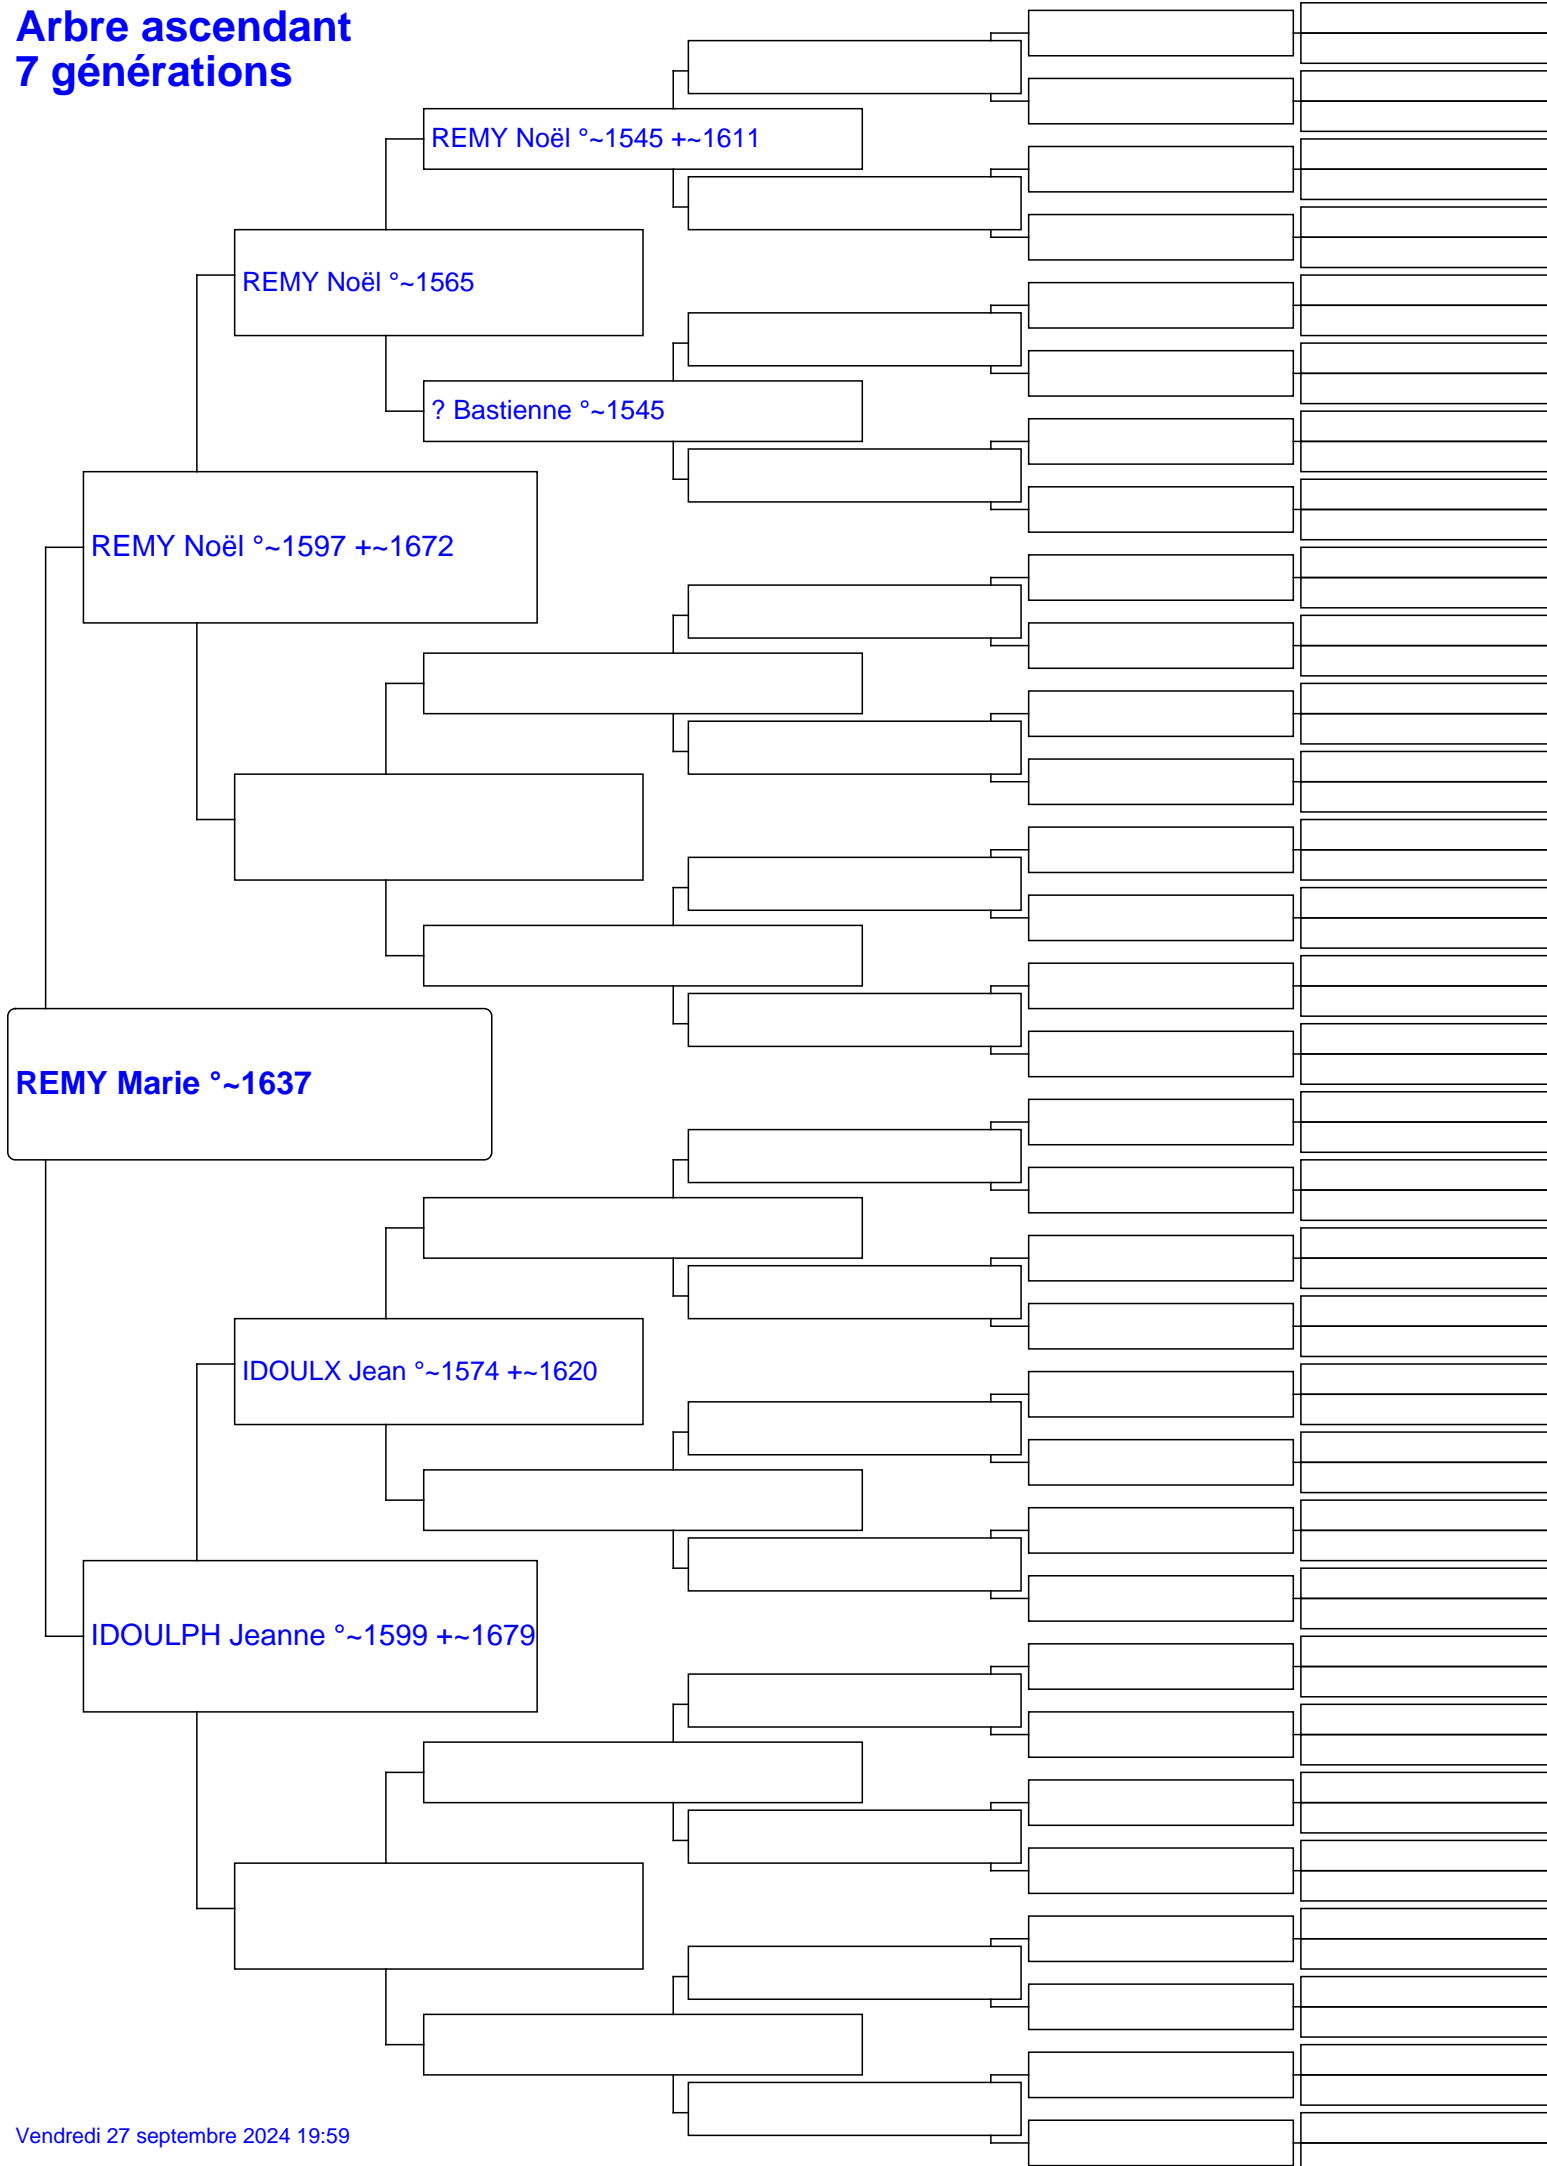 Arbre ascendant
7 générations
REMY Noël °~1545 +~1611
REMY Noël °~1565
? Bastienne °~1545
REMY Noël °~1597 +~1672
REMY Marie °~1637
IDOULX Jean °~1574 +~1620
IDOULPH Jeanne °~1599 +~1679
Vendredi 27 septembre 2024 19:59